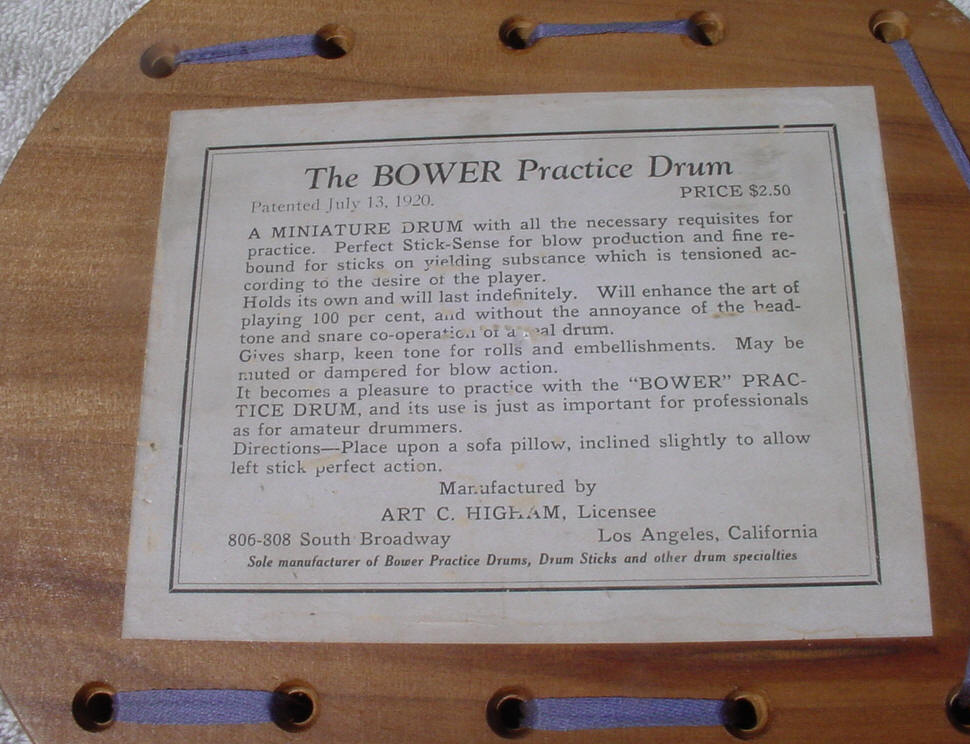 The BOWER Practice Drum
Patented July 13, 1920.
PRICE $2.50
A MINIATURE DRUM with all the necessary requisites for
practice. Perfect Stick-Sense for blow production and fine re-
bound for sticks on yielding substance which is tensioned ac-
cording to the desire of the player.
Holds its own and will last indefinitely. Will enhance the art of
playing 100 per cent, and without the annoyance of the head-
tone and snare co-operation of a real drum.
Gives sharp, keen tone for rolls and embellishments. May be
muted or dampered for blow action.
It becomes a pleasure to practice with the “BOWER” PRAC-
TICE DRUM, and its use is just as important for professionals
as for amateur drummers.
Directions—Place upon a sofa pillow, inclined slightly to allow
left stick perfect action.
Manufactured by
ART C. HIGHAM, Licensee
806-808 South Broadway
Los Angeles, California
Sole manufacturer of Bower Practice Drums, Drum Sticks and other drum specialties